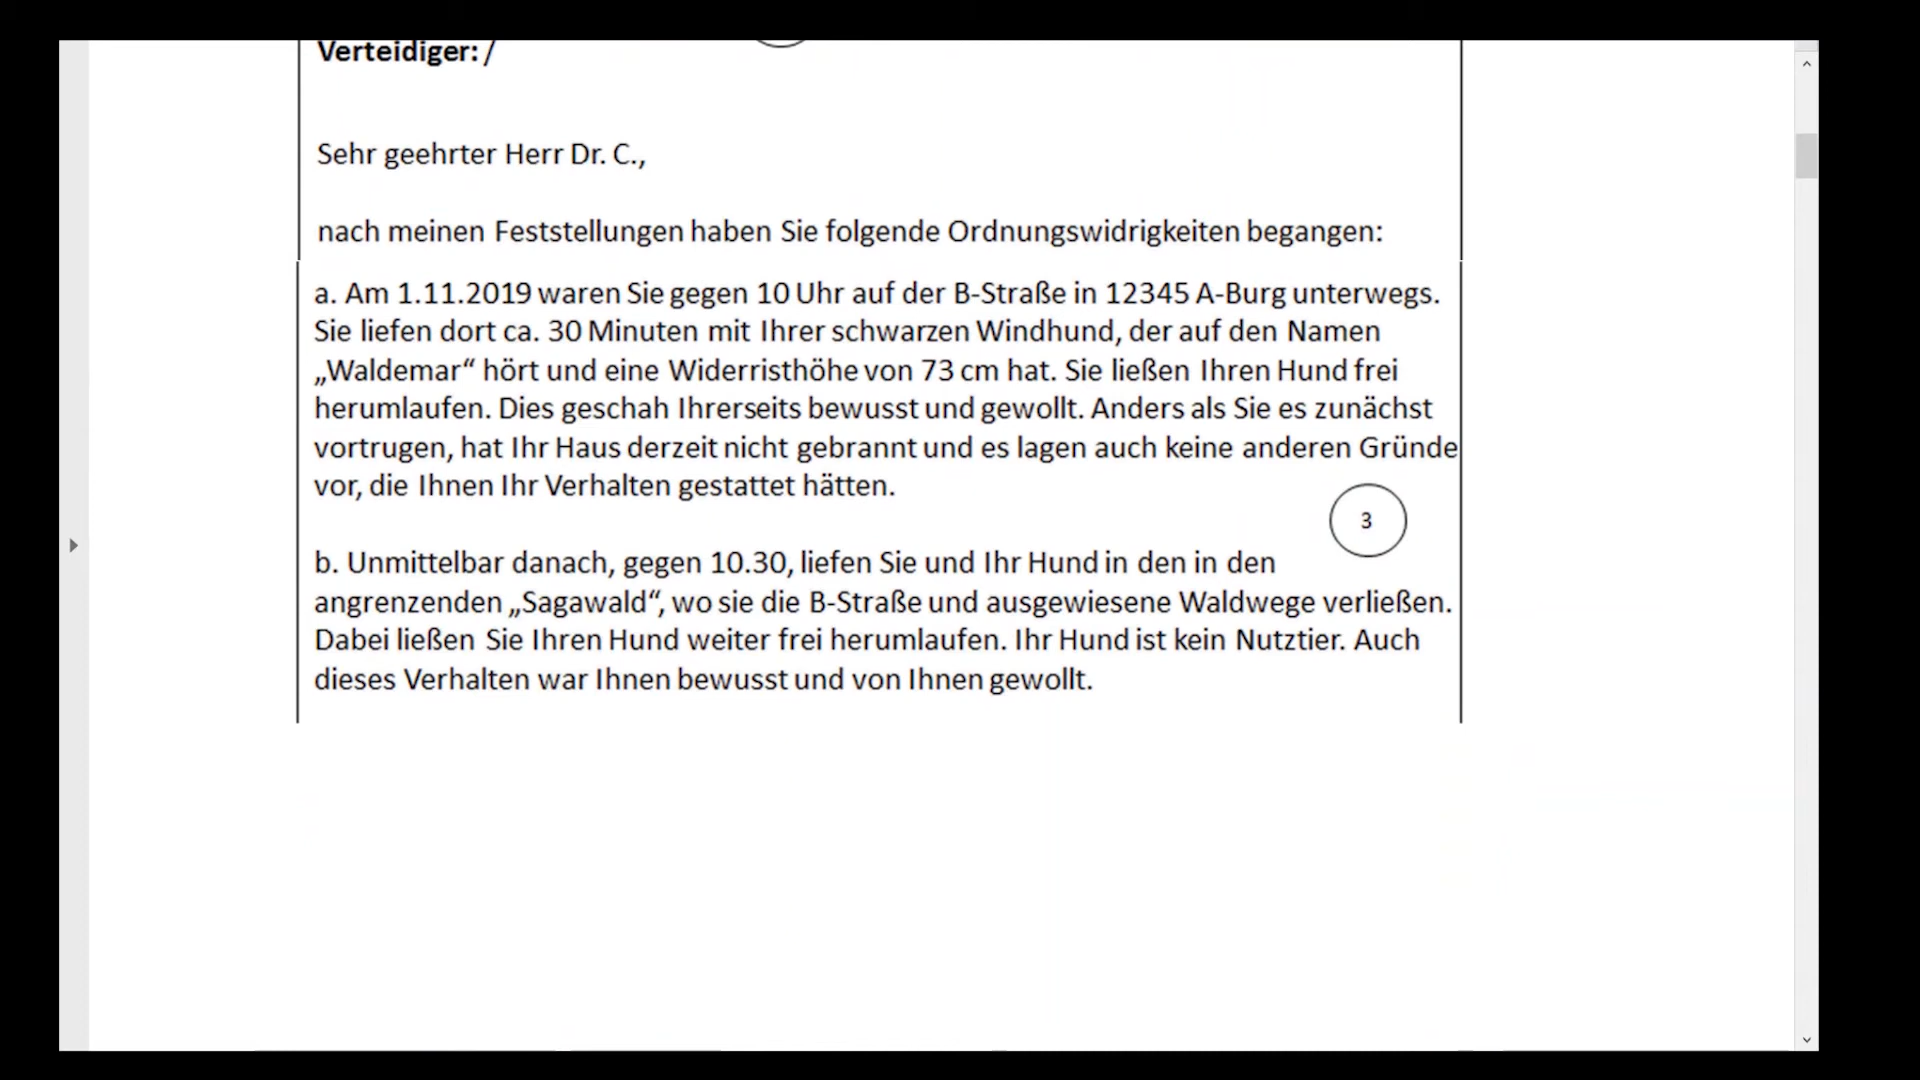 Verteidiger: /
Sehr geehrter Herr Dr. C.,
nach meinen Feststellungen haben Sie folgende Ordnungswidrigkeiten begangen:
a. Am 1.11.2019 waren Sie gegen 10 Uhr auf der B-Straße in 12345 A-Burg unterwegs.
Sie liefen dort ca. 30 Minuten mit Ihrer schwarzen Windhund, der auf den Namen
„Waldemar“ hört und eine Widerristhöhe von 73 cm hat. Sie ließen Ihren Hund frei
herumlaufen. Dies geschah Ihrerseits bewusst und gewollt. Anders als Sie es zunächst
vortrugen, hat Ihr Haus derzeit nicht gebrannt und es lagen auch keine anderen Gründe
vor, die Ihnen Ihr Verhalten gestattet hätten.
3
b. Unmittelbar danach, gegen 10.30, liefen Sie und Ihr Hund in den in den
angrenzenden „Sagawald“, wo sie die B-Straße und ausgewiesene Waldwege verließen.
Dabei ließen Sie Ihren Hund weiter frei herumlaufen. Ihr Hund ist kein Nutztier. Auch
dieses Verhalten war Ihnen bewusst und von Ihnen gewollt.